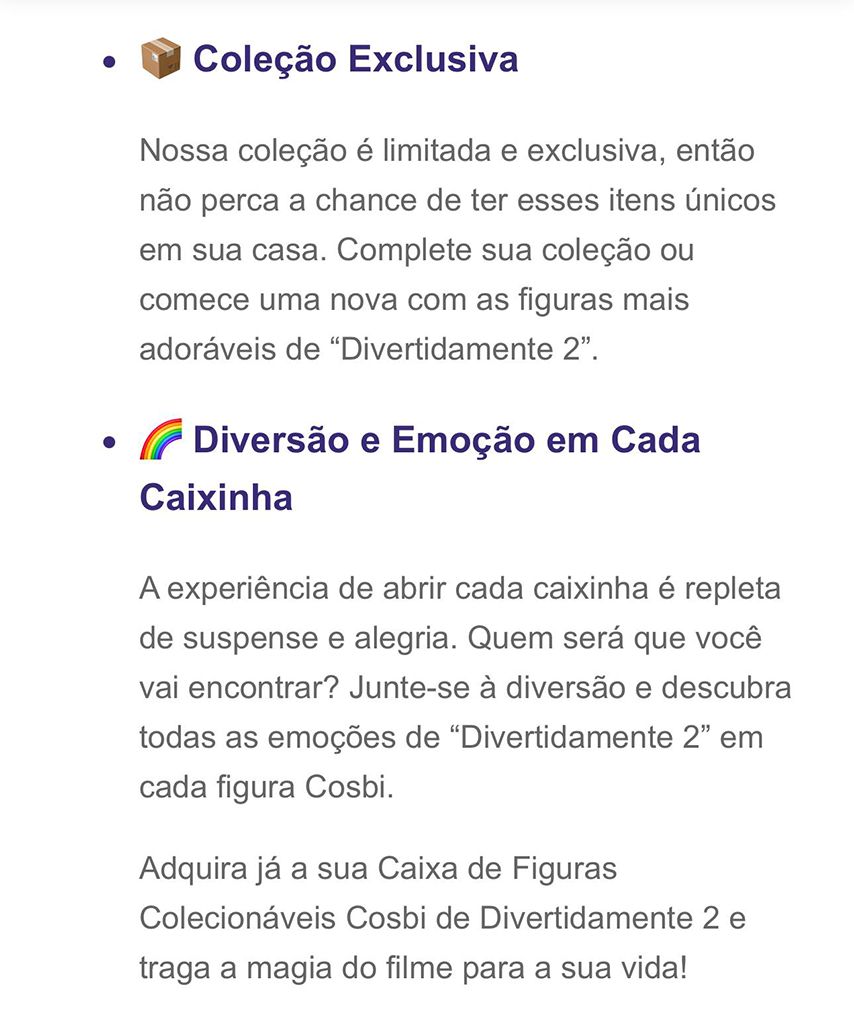 • 📦 Coleção Exclusiva
Nossa coleção é limitada e exclusiva, então
não perca a chance de ter esses itens únicos
em sua casa. Complete sua coleção ou
comece uma nova com as figuras mais
adoráveis de “Divertidamente 2”.
• 🌈 Diversão e Emoção em Cada
Caixinha
A experiência de abrir cada caixinha é repleta
de suspense e alegria. Quem será que você
vai encontrar? Junte-se à diversão e descubra
todas as emoções de “Divertidamente 2” em
cada figura Cosbi.
Adquira já a sua Caixa de Figuras
Colecionáveis Cosbi de Divertidamente 2 e
traga a magia do filme para a sua vida!